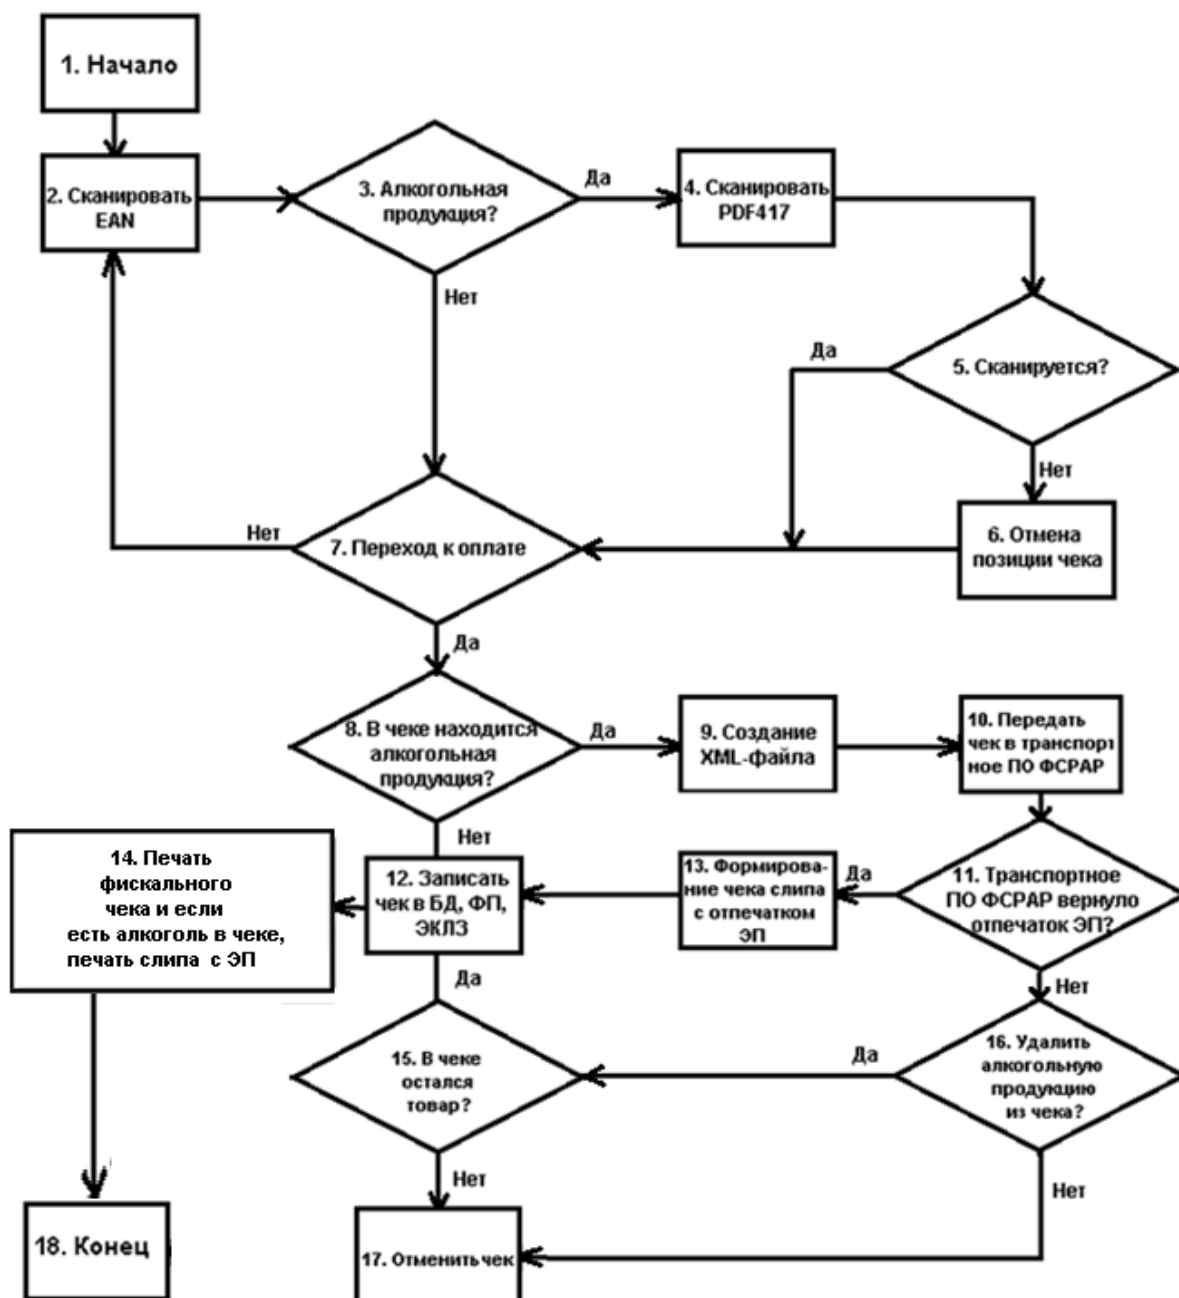 1. Начало
2. Сканировать
EAN
3. Алкогольная
продукция?
Да
4. Сканировать
PDF417
Нет
Да
5. Сканируется?
Нет
6. Отмена
позиции чека
Нет
7. Переход к оплате
Да
8. В чеке находится
алкогольная
продукция?
Да
9. Создание
XML-файла
10. Передать
чек в транспорт
ное ПО ФСРАР
Нет
11. Транспортное
ПО ФСРАР вернуло
отпечаток ЭП?
Да
13. Формирова-
ние чека слипа
с отпечатком
ЭП
12. Записать
чек в БД, ФП,
ЭКЛЗ
14. Печать
фискального
чека и если
есть алкоголь в чеке,
печать слипа с ЭП
Да
Нет
15. В чеке
остался
товар?
Да
16. Удалить
алкогольную
продукцию
из чека?
Нет
Нет
17. Отменить чек
18. Конец